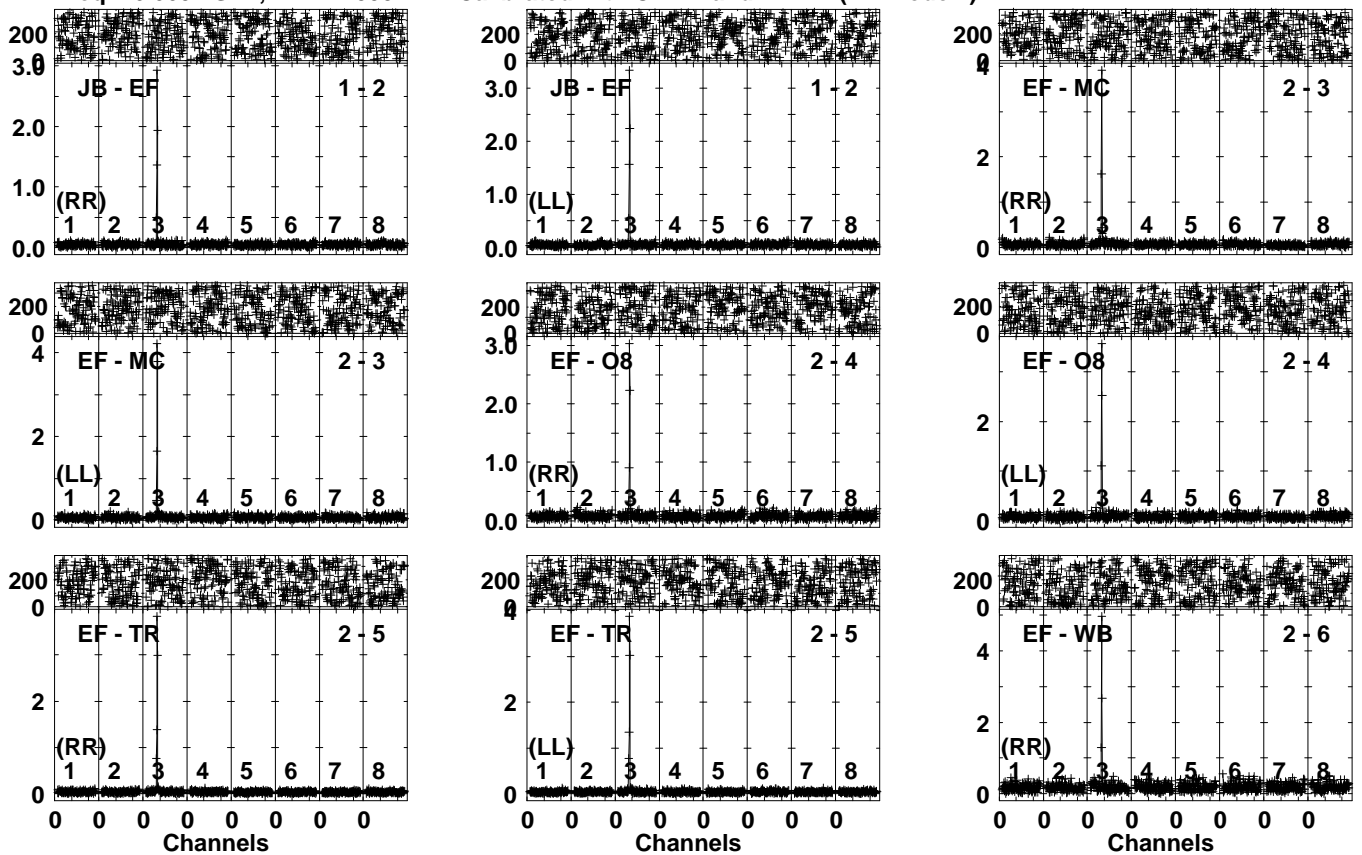 200 0
3.0 2.0 1.0 0.0
JB - EF 1 - 2
(RR)
1 2 3 4 5 6 7 8
0
3.0 2.0 1.0 0.0
JB - EF 1 - 2
(LL)
1 2 3 4 5 6 7 8
200 0
4 2 0
EF - MC 2 - 3
(RR)
1 2 3 4 5 6 7 8
200 0
4 2 0
EF - MC 2 - 3
(LL)
1 2 3 4 5 6 7 8
200 0
3.0 2.0 1.0 0.0
EF - O8 2 - 4
(RR)
1 2 3 4 5 6 7 8
200 0
2 0
EF - O8 2 - 4
(LL)
1 2 3 4 5 6 7 8
200 0
2 0
EF - TR 2 - 5
(RR)
1 2 3 4 5 6 7 8
0 0 0 0 0 0 0 0
Channels
200 0
4 2 0
EF - TR 2 - 5
(LL)
1 2 3 4 5 6 7 8
0 0 0 0 0 0 0 0
Channels
200 0
4 2 0
EF - WB 2 - 6
(RR)
1 2 3 4 5 6 7 8
0 0 0 0 0 0 0 0
Channels